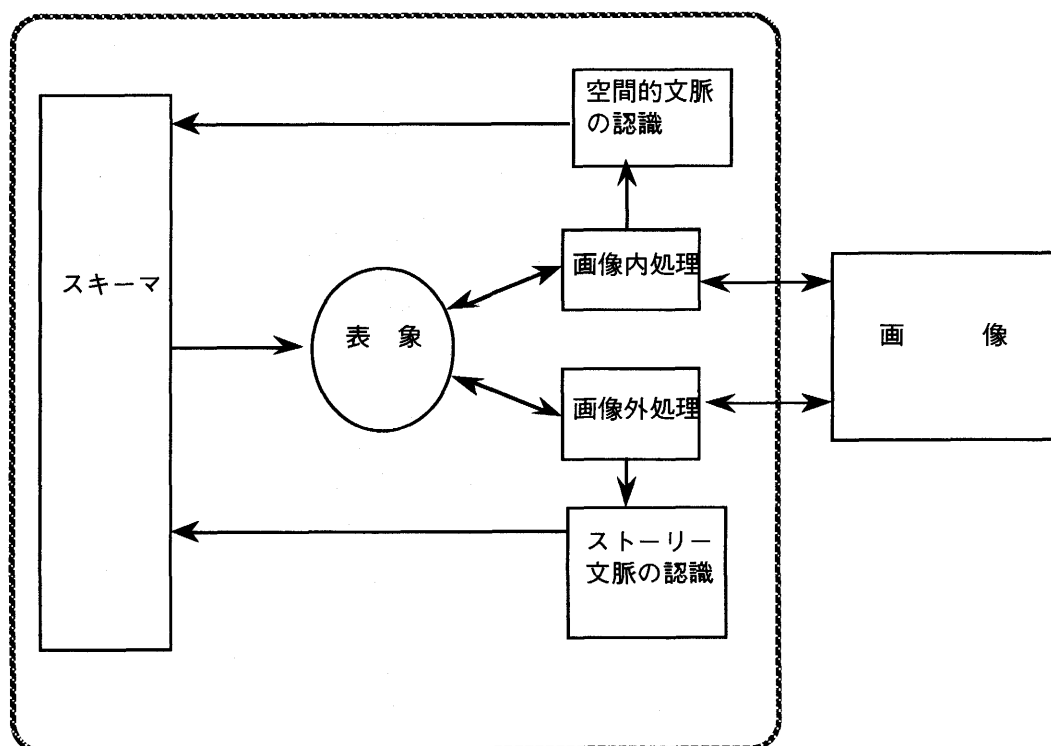 空間的文脈
の認識
スキーマ
画像内処理
表 象
画 像
画像外処理
ストーリー
文脈の認識